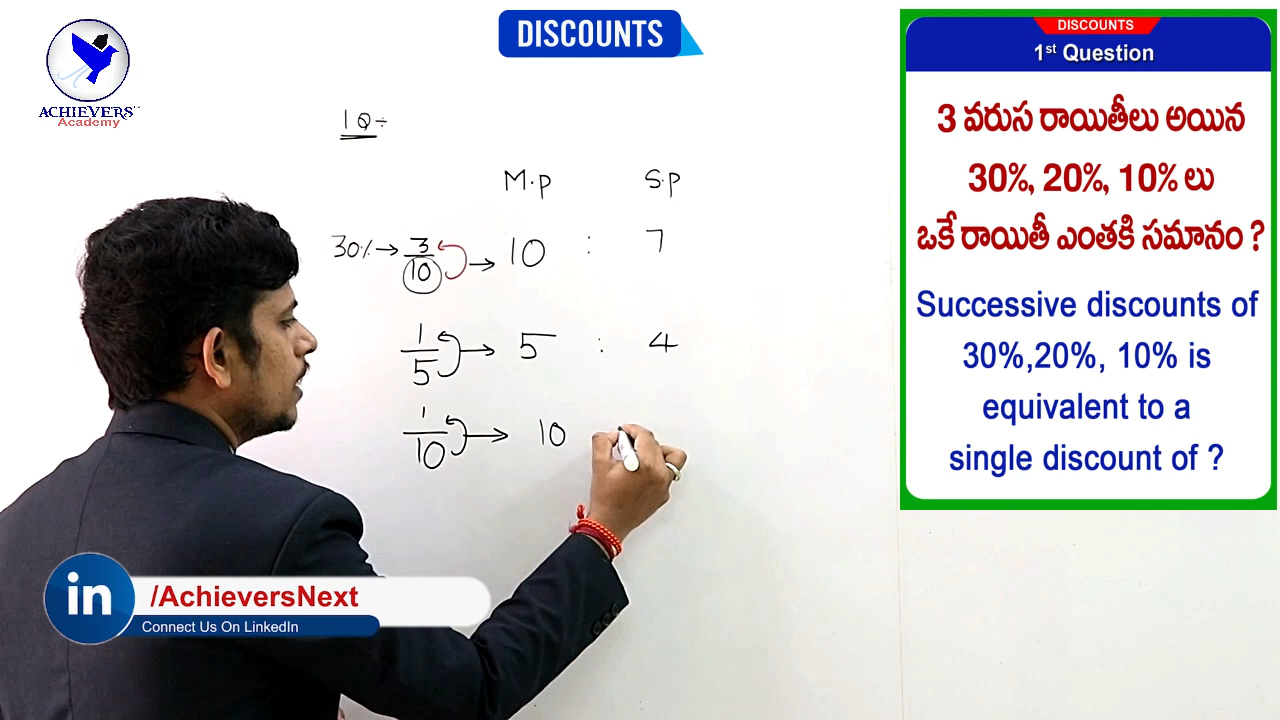 ACHIEVERS
Academy
DISCOUNTS
DISCOUNTS
1st Question
3 వరుస రాయితీలు అయిన
30%, 20%, 10% లు
ఒకే రాయితీ ఎంతకి సమానం ?
Successive discounts of
30%,20%, 10% is
equivalent to a
single discount of ?
1Q÷
M.p S.p
30% → 3/10 → 10 : 7
1/5 → 5 : 4
1/10 → 10
in /AchieversNext
Connect Us On LinkedIn